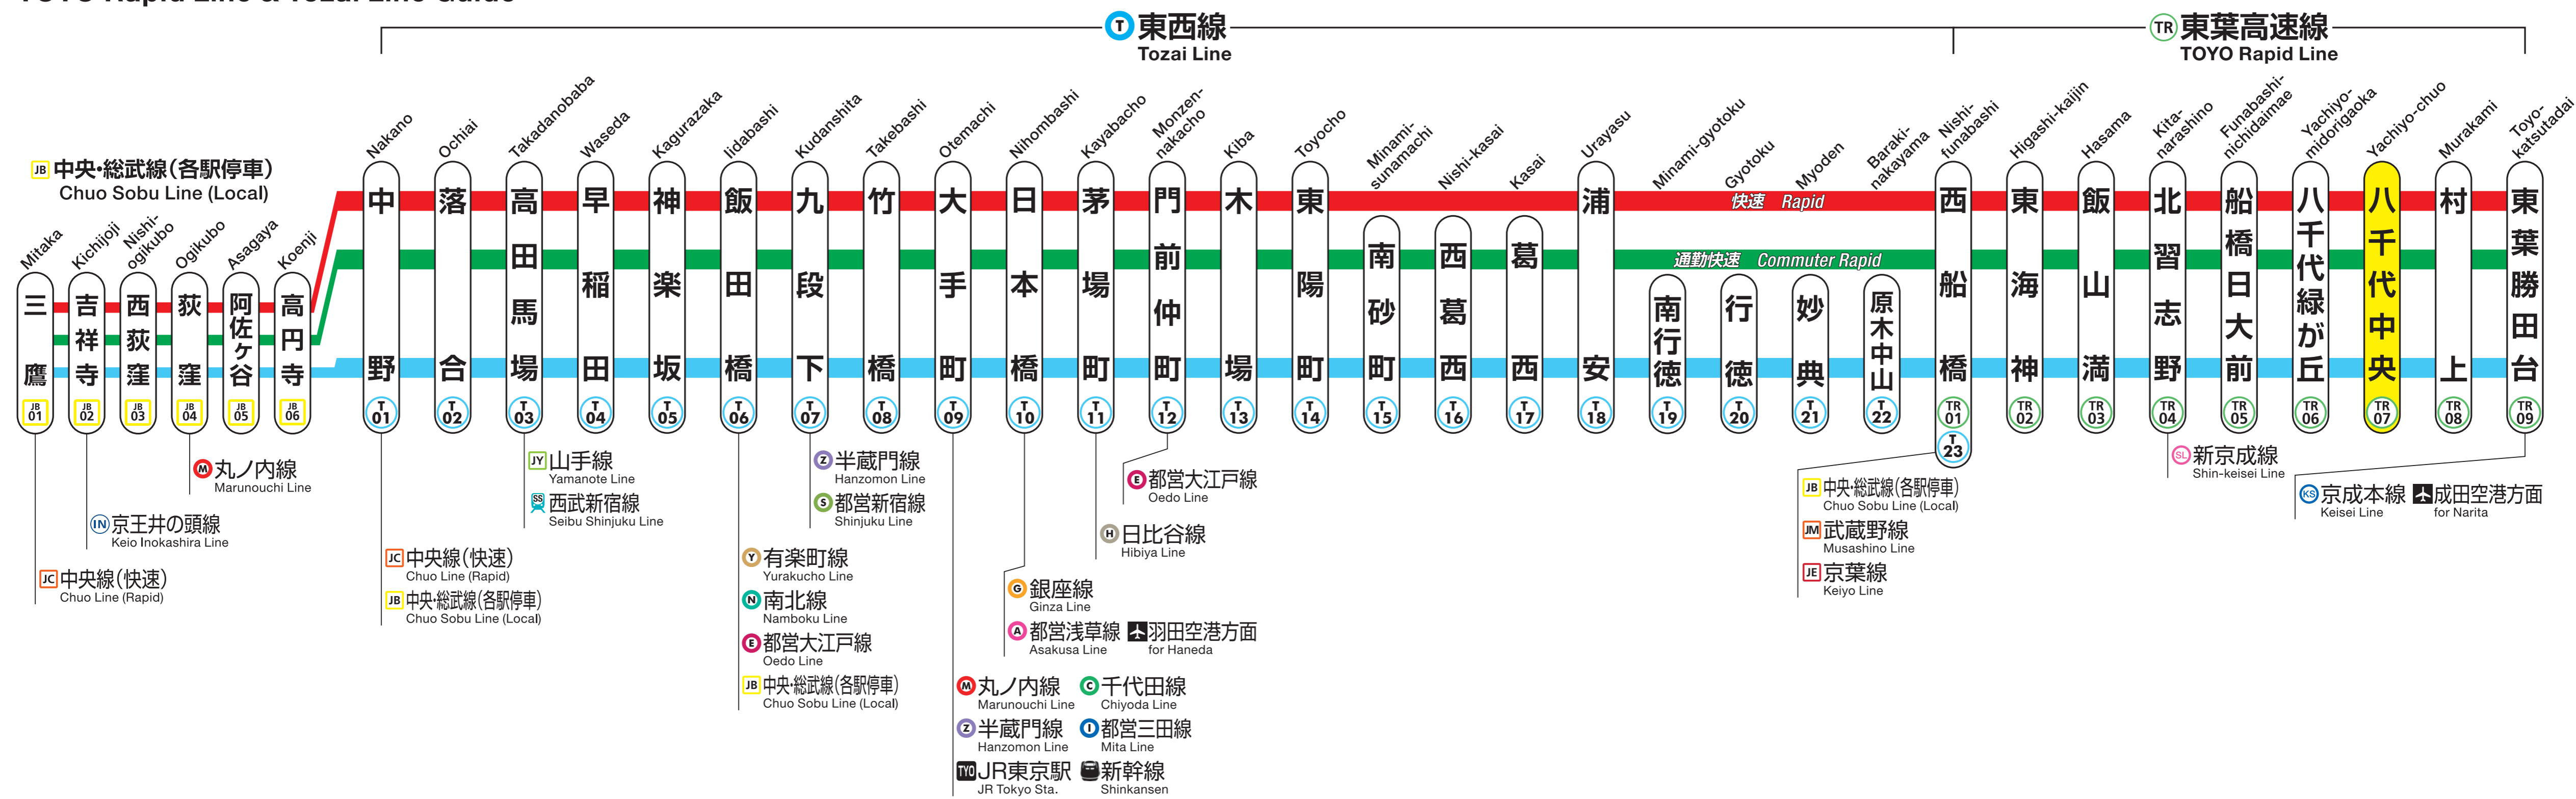 TOYO Rapid Line & Tozai Line Guide
T 東西線
Tozai Line
TR 東葉高速線
TOYO Rapid Line
JB 中央・総武線（各駅停車）
Chuo Sobu Line (Local)
Mitaka
三鷹
JB 01
Kichijoji
吉祥寺
JB 02
Nishi-
ogikubo
西荻窪
JB 03
Ogikubo
荻窪
JB 04
Asagaya
阿佐ヶ谷
JB 05
Koenji
高円寺
JB 06
Nakano
中野
T 01
Ochiai
落合
T 02
Takadanobaba
高田馬場
T 03
Waseda
早稲田
T 04
Kagurazaka
神楽坂
T 05
Iidabashi
飯田橋
T 06
Kudanshita
九段下
T 07
Takebashi
竹橋
T 08
Otemachi
大手町
T 09
Nihombashi
日本橋
T 10
Kayabacho
茅場町
T 11
Monzen-
nakacho
門前仲町
T 12
Kiba
木場
T 13
Toyocho
東陽町
T 14
Minami-
sunamachi
南砂町
T 15
Nishi-kasai
西葛西
T 16
Kasai
葛西
T 17
Urayasu
浦安
T 18
Minami-gyotoku
南行徳
T 19
Gyotoku
行徳
T 20
Myoden
妙典
T 21
Baraki-
nakayama
原木中山
T 22
快速 Rapid
通勤快速 Commuter Rapid
Nishi-
funabashi
西船橋
TR 01
T 23
Higashi-kaijin
東海神
TR 02
Hasama
飯山満
TR 03
Kita-
narashino
北習志野
TR 04
Funabashi-
nichidaimae
船橋日大前
TR 05
Yachiyo-
midorigaoka
八千代緑が丘
TR 06
Yachiyo-chuo
八千代中央
TR 07
Murakami
村上
TR 08
Toyo-
katsutadai
東葉勝田台
TR 09
JC 中央線（快速）
Chuo Line (Rapid)
IN 京王井の頭線
Keio Inokashira Line
M 丸ノ内線
Marunouchi Line
JC 中央線（快速）
Chuo Line (Rapid)
JB 中央・総武線（各駅停車）
Chuo Sobu Line (Local)
JY 山手線
Yamanote Line
SS 西武新宿線
Seibu Shinjuku Line
Y 有楽町線
Yurakucho Line
N 南北線
Namboku Line
E 都営大江戸線
Oedo Line
JB 中央・総武線（各駅停車）
Chuo Sobu Line (Local)
Z 半蔵門線
Hanzomon Line
S 都営新宿線
Shinjuku Line
M 丸ノ内線 C 千代田線
Marunouchi Line Chiyoda Line
Z 半蔵門線 I 都営三田線
Hanzomon Line Mita Line
TYO JR東京駅 新幹線
JR Tokyo Sta. Shinkansen
G 銀座線
Ginza Line
A 都営浅草線 羽田空港方面
Asakusa Line for Haneda
H 日比谷線
Hibiya Line
E 都営大江戸線
Oedo Line
JB 中央・総武線（各駅停車）
Chuo Sobu Line (Local)
JM 武蔵野線
Musashino Line
JE 京葉線
Keiyo Line
SL 新京成線
Shin-keisei Line
KS 京成本線 成田空港方面
Keisei Line for Narita